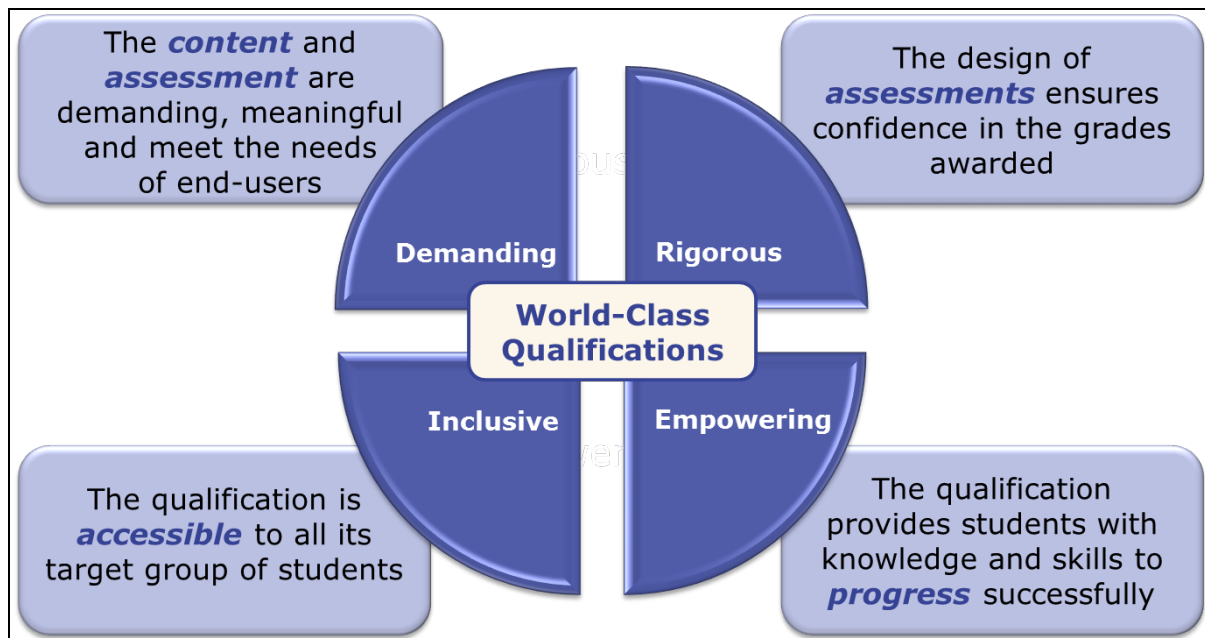 The content and
assessment are
demanding, meaningful
and meet the needs
of end-users
The design of
assessments ensures
confidence in the grades
awarded
Demanding
Rigorous
World-Class
Qualifications
Inclusive
Empowering
The qualification is
accessible to all its
target group of students
The qualification
provides students with
knowledge and skills to
progress successfully